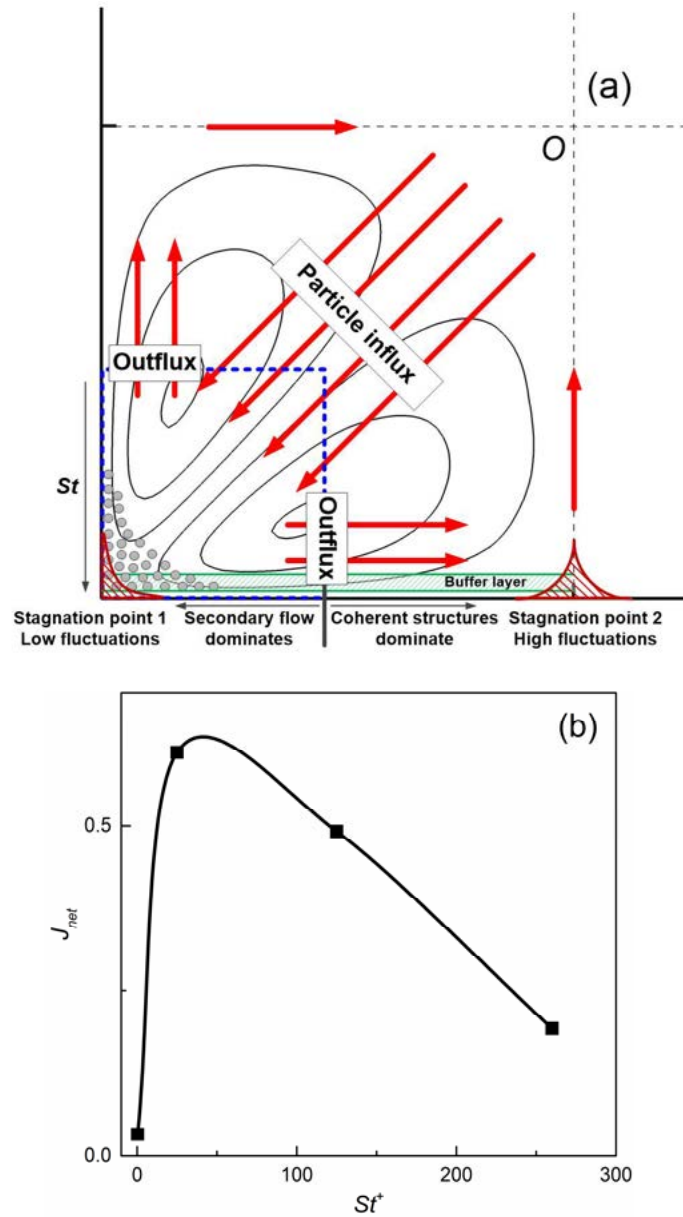 (a)
O
Particle influx
Outflux
St
Outflux
Buffer layer
Stagnation point 1
Low fluctuations
Secondary flow
dominates
Coherent structures
dominate
Stagnation point 2
High fluctuations
(b)
0.5
0.0
J_net
0
100
200
300
St⁺